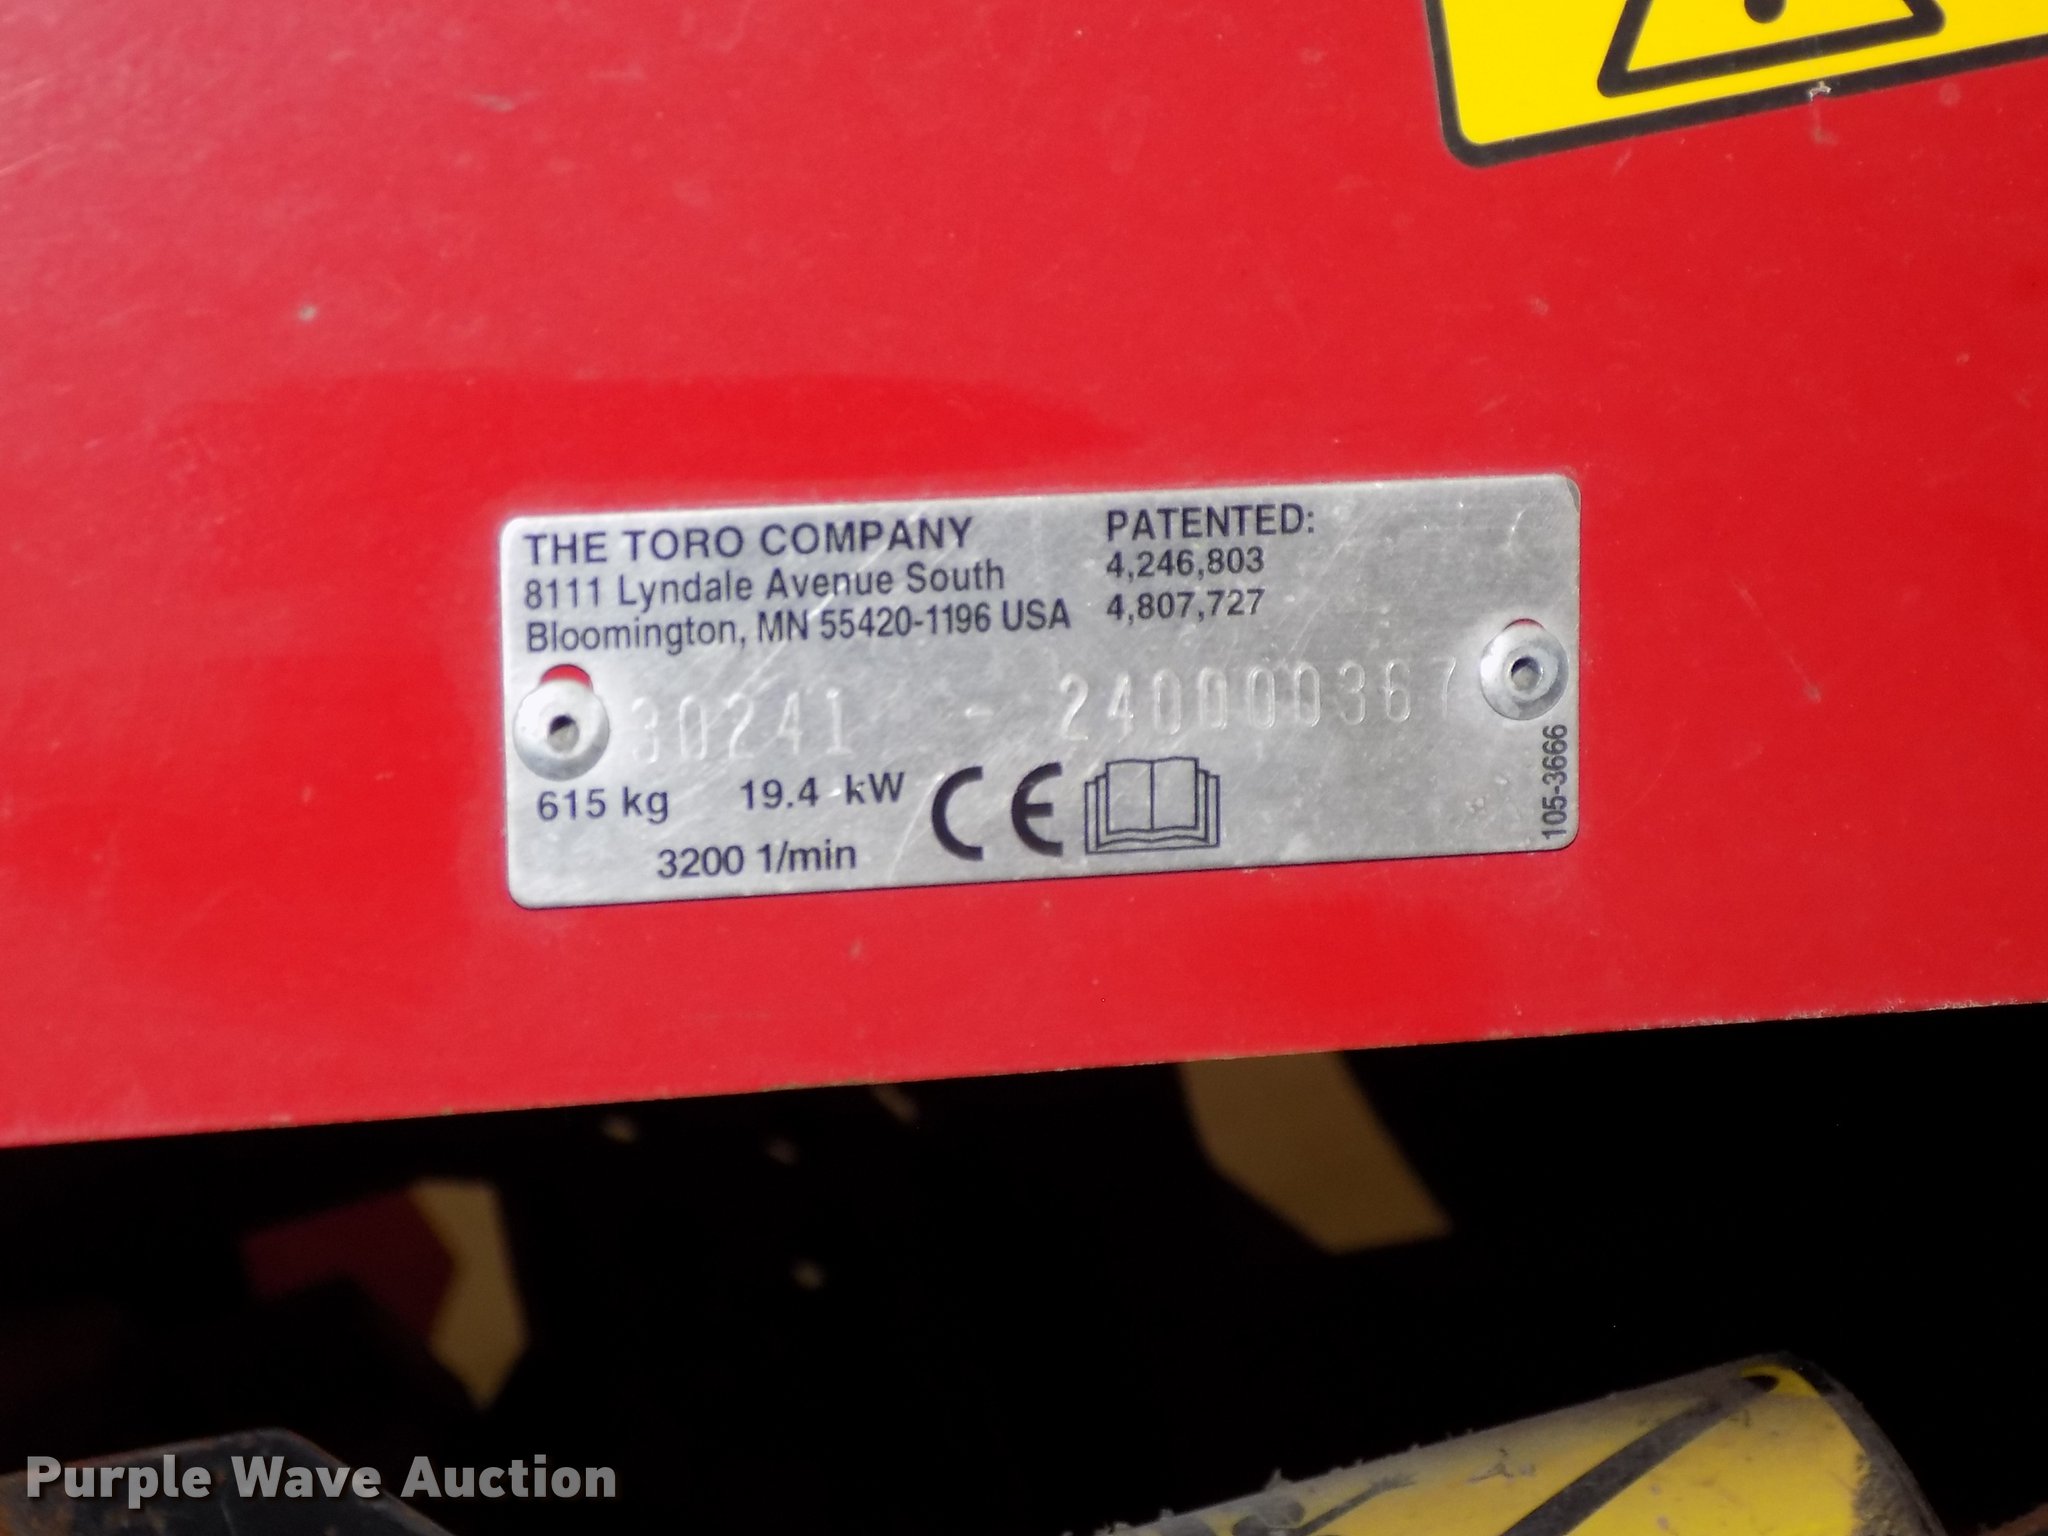 THE TORO COMPANY
8111 Lyndale Avenue South
Bloomington, MN 55420-1196 USA
PATENTED:
4,246,803
4,807,727
30241 - 240000367
615 kg 19.4 kW
3200 1/min
CE
105-3666
Purple Wave Auction